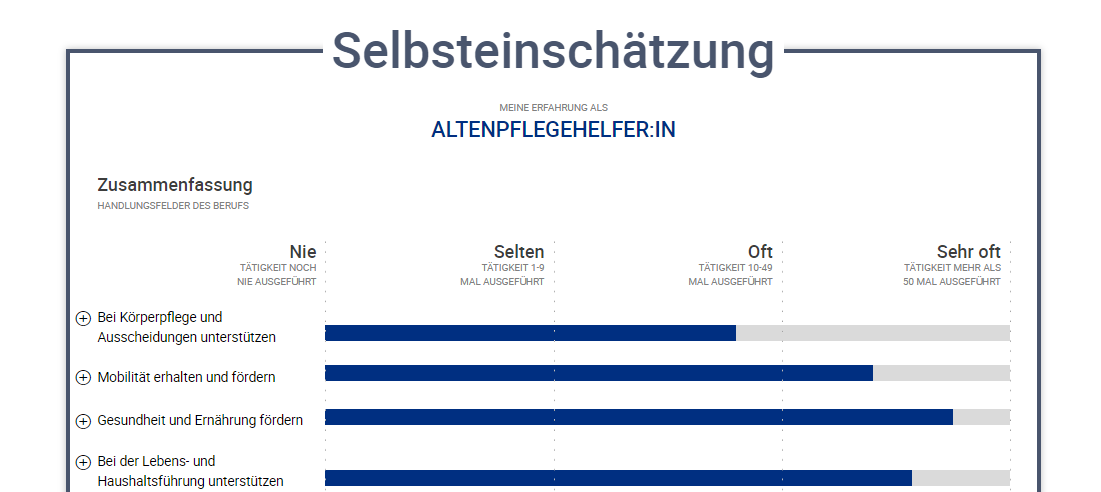 Selbsteinschätzung
MEINE ERFAHRUNG ALS
ALTENPFLEGEHELFER:IN
Zusammenfassung
HANDLUNGSFELDER DES BERUFS
Nie
TÄTIGKEIT NOCH
NIE AUSGEFÜHRT
Selten
TÄTIGKEIT 1-9
MAL AUSGEFÜHRT
Oft
TÄTIGKEIT 10-49
MAL AUSGEFÜHRT
Sehr oft
TÄTIGKEIT MEHR ALS
50 MAL AUSGEFÜHRT
Bei Körperpflege und
Ausscheidungen unterstützen
Mobilität erhalten und fördern
Gesundheit und Ernährung fördern
Bei der Lebens- und
Haushaltsführung unterstützen